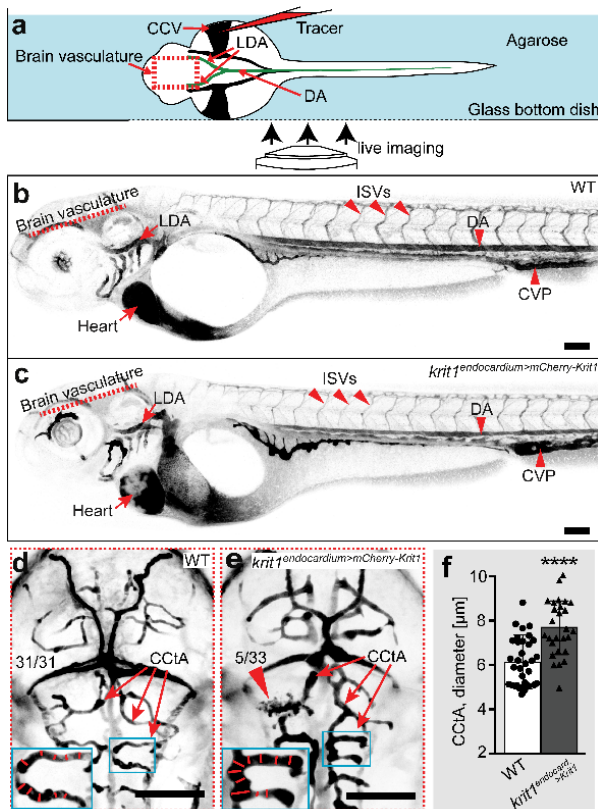 a
CCV
Tracer
LDA
Brain vasculature
Agarose
DA
Glass bottom dish
live imaging
b
WT
Brain vasculature
LDA
ISVs
DA
CVP
Heart
c
krit1endocardium>mCherry-Krit1
Brain vasculature
LDA
ISVs
DA
CVP
Heart
d
WT
31/31
CCtA
e
krit1endocardium>mCherry-Krit1
5/33
CCtA
f
****
CCtA, diameter [µm]
10
8
6
4
2
WT
krit1endocard.>Krit1